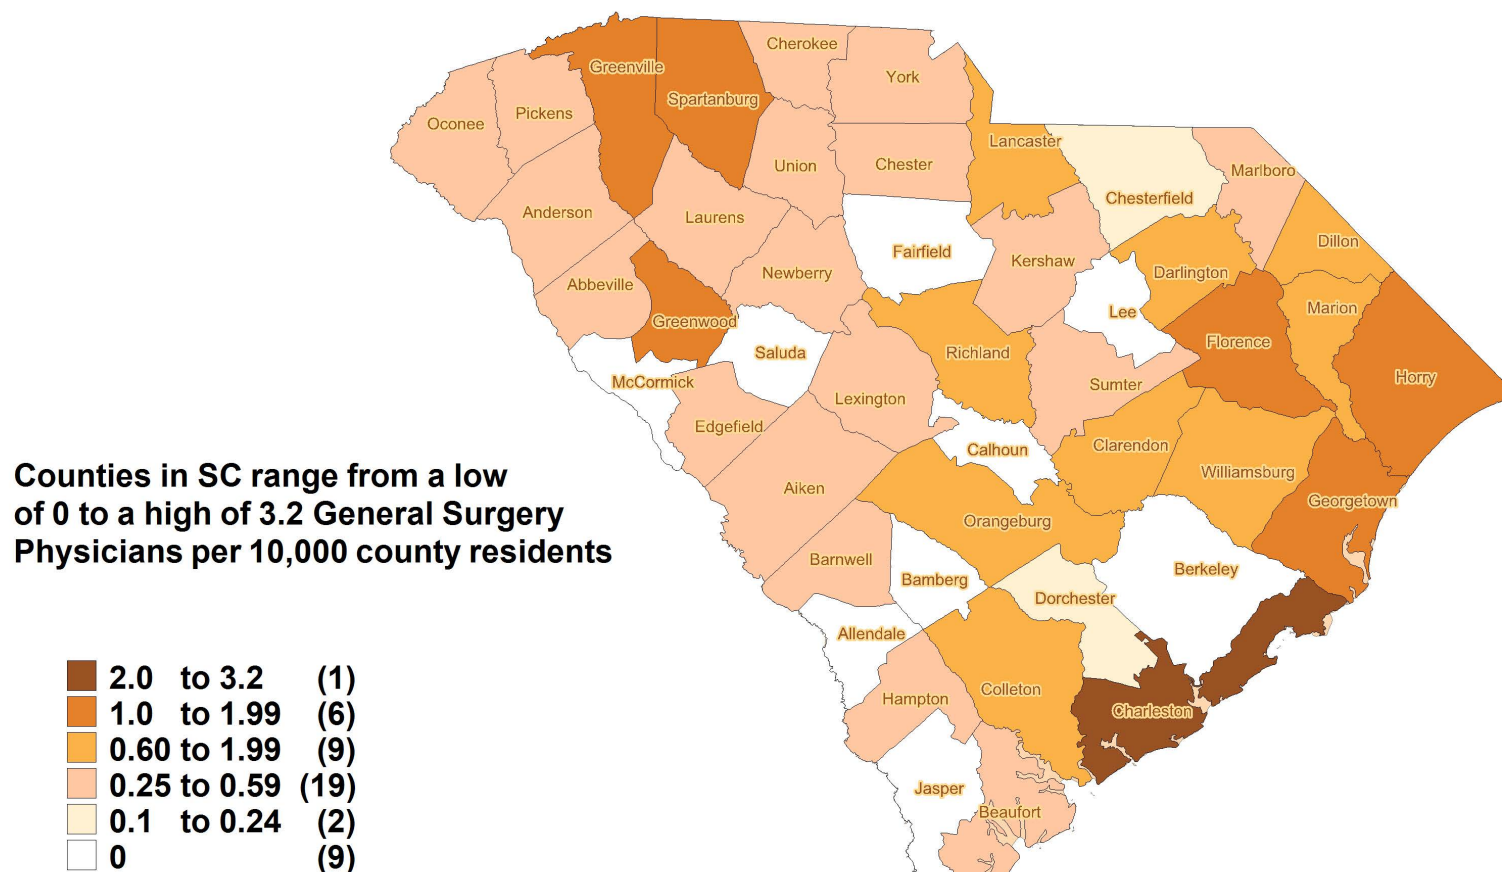 Cherokee
Greenville
York
Spartanburg
Pickens
Oconee
Lancaster
Union
Chester
Marlboro
Chesterfield
Anderson
Laurens
Dillon
Fairfield
Kershaw
Newberry
Darlington
Abbeville
Marion
Lee
Greenwood
Florence
Saluda
Richland
Horry
McCormick
Sumter
Lexington
Edgefield
Clarendon
Calhoun
Williamsburg
Counties in SC range from a low
of 0 to a high of 3.2 General Surgery
Physicians per 10,000 county residents
Aiken
Georgetown
Orangeburg
Barnwell
Berkeley
Bamberg
Dorchester
Allendale
Colleton
Hampton
Charleston
Jasper
Beaufort
2.0 to 3.2 (1)
1.0 to 1.99 (6)
0.60 to 1.99 (9)
0.25 to 0.59 (19)
0.1 to 0.24 (2)
0 (9)